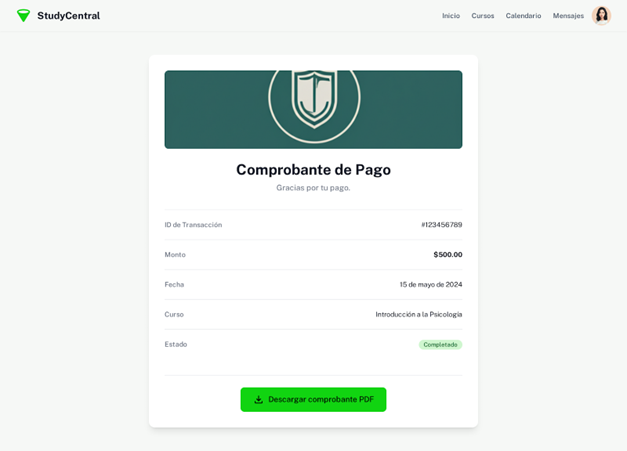 StudyCentral
Inicio
Cursos
Calendario
Mensajes
Comprobante de Pago
Gracias por tu pago.
ID de Transacción
#123456789
Monto
$500.00
Fecha
15 de mayo de 2024
Curso
Introducción a la Psicología
Estado
Completado
Descargar comprobante PDF